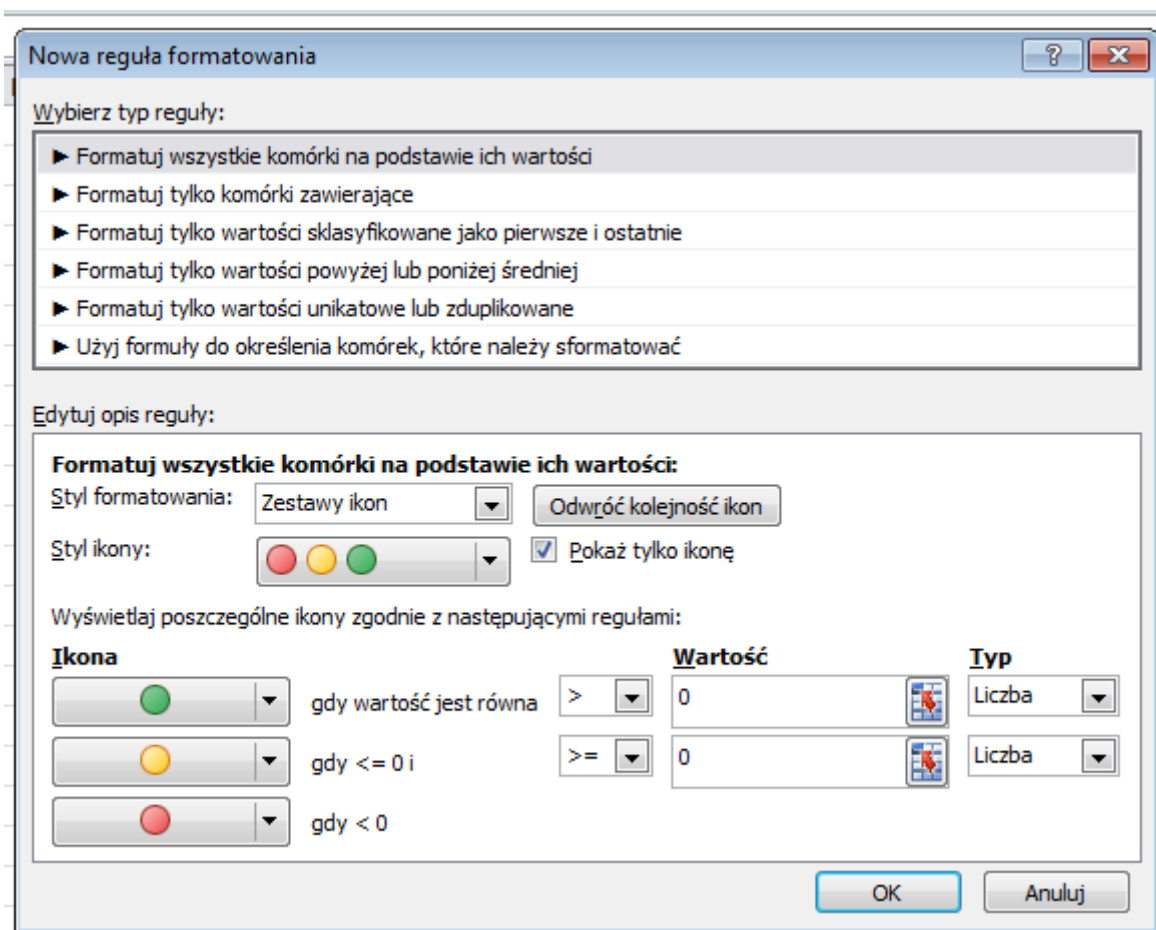 Nowa reguła formatowania
Wybierz typ reguły:
► Formatuj wszystkie komórki na podstawie ich wartości
► Formatuj tylko komórki zawierające
► Formatuj tylko wartości sklasyfikowane jako pierwsze i ostatnie
► Formatuj tylko wartości powyżej lub poniżej średniej
► Formatuj tylko wartości unikatowe lub zduplikowane
► Użyj formuły do określenia komórek, które należy sformatować
Edytuj opis reguły:
Formatuj wszystkie komórki na podstawie ich wartości:
Styl formatowania: Zestawy ikon Odwróć kolejność ikon
Styl ikony: Pokaż tylko ikonę
Wyświetlaj poszczególne ikony zgodnie z następującymi regułami:
Ikona Wartość Typ
gdy wartość jest równa > 0 Liczba
gdy <= 0 i >= 0 Liczba
gdy < 0
OK Anuluj